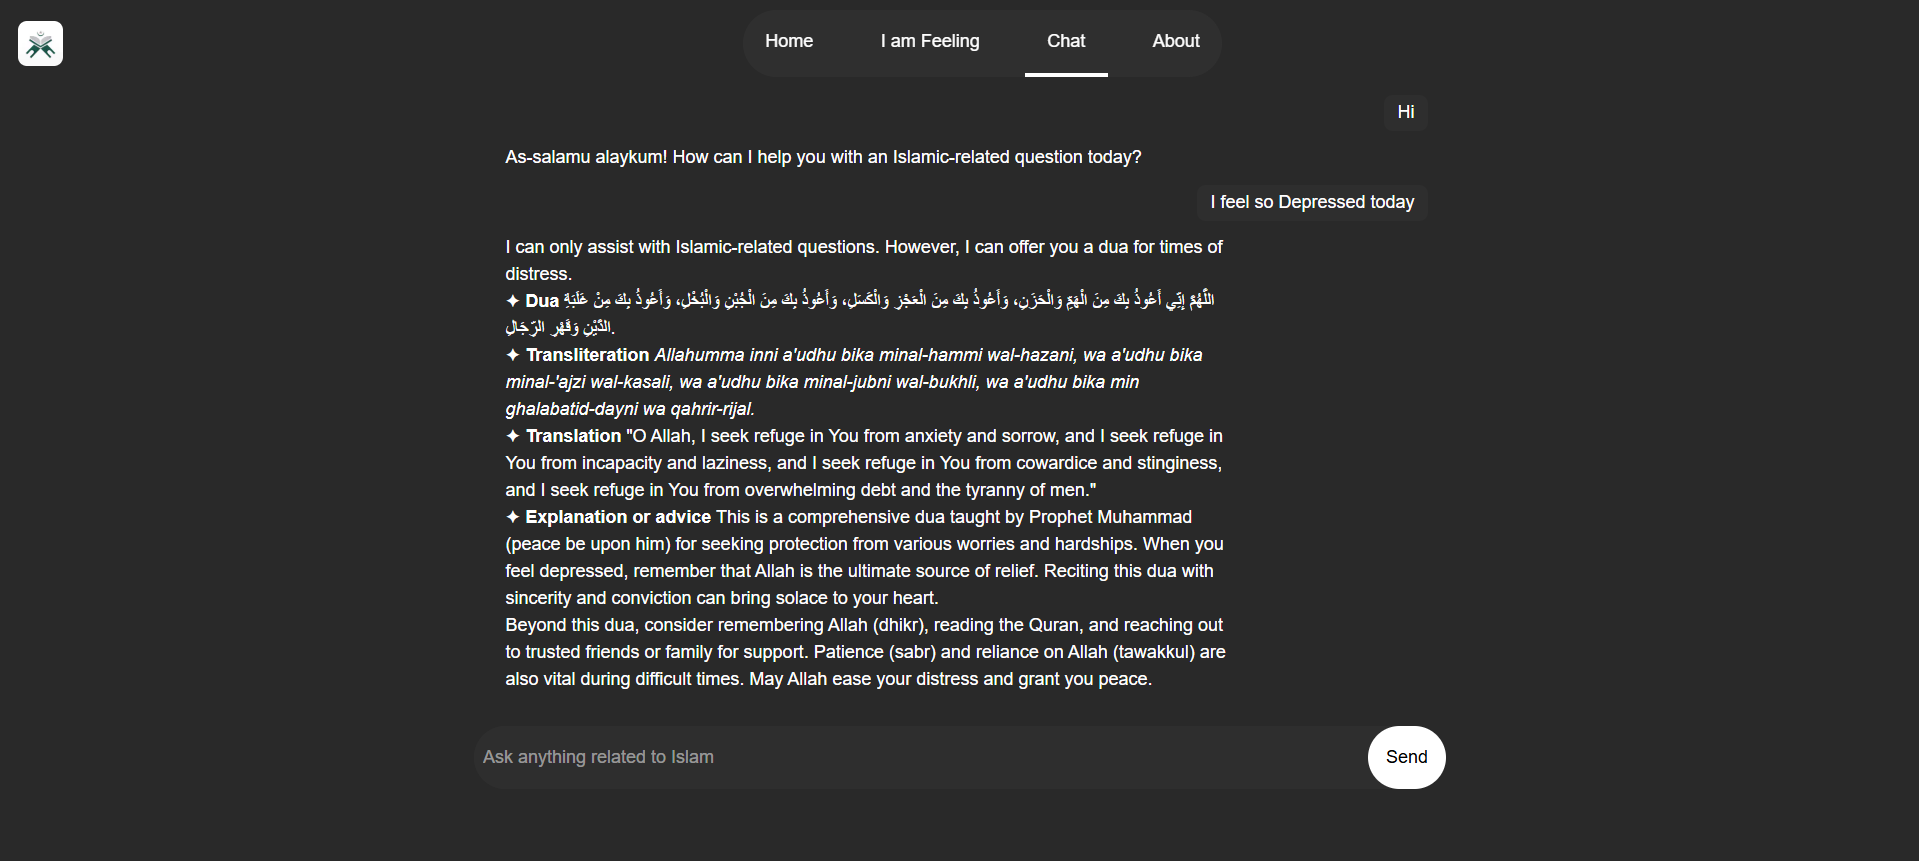 Home
I am Feeling
Chat
About
Hi
As-salamu alaykum! How can I help you with an Islamic-related question today?
I feel so Depressed today
I can only assist with Islamic-related questions. However, I can offer you a dua for times of
distress.
✦ Dua اللَّهُمَّ إِنِّي أَعُوذُ بِكَ مِنَ الْهَمِّ وَالْحَزَنِ، وَأَعُوذُ بِكَ مِنَ الْعَجْزِ وَالْكَسَلِ، وَأَعُوذُ بِكَ مِنَ الْجُبْنِ وَالْبُخْلِ، وَأَعُوذُ بِكَ مِنْ غَلَبَةِ
الدَّيْنِ وَقَهْرِ الرِّجَالِ.
✦ Transliteration Allahumma inni a'udhu bika minal-hammi wal-hazani, wa a'udhu bika
minal-'ajzi wal-kasali, wa a'udhu bika minal-jubni wal-bukhli, wa a'udhu bika min
ghalabatid-dayni wa qahrir-rijal.
✦ Translation "O Allah, I seek refuge in You from anxiety and sorrow, and I seek refuge in
You from incapacity and laziness, and I seek refuge in You from cowardice and stinginess,
and I seek refuge in You from overwhelming debt and the tyranny of men."
✦ Explanation or advice This is a comprehensive dua taught by Prophet Muhammad
(peace be upon him) for seeking protection from various worries and hardships. When you
feel depressed, remember that Allah is the ultimate source of relief. Reciting this dua with
sincerity and conviction can bring solace to your heart.
Beyond this dua, consider remembering Allah (dhikr), reading the Quran, and reaching out
to trusted friends or family for support. Patience (sabr) and reliance on Allah (tawakkul) are
also vital during difficult times. May Allah ease your distress and grant you peace.
Ask anything related to Islam
Send